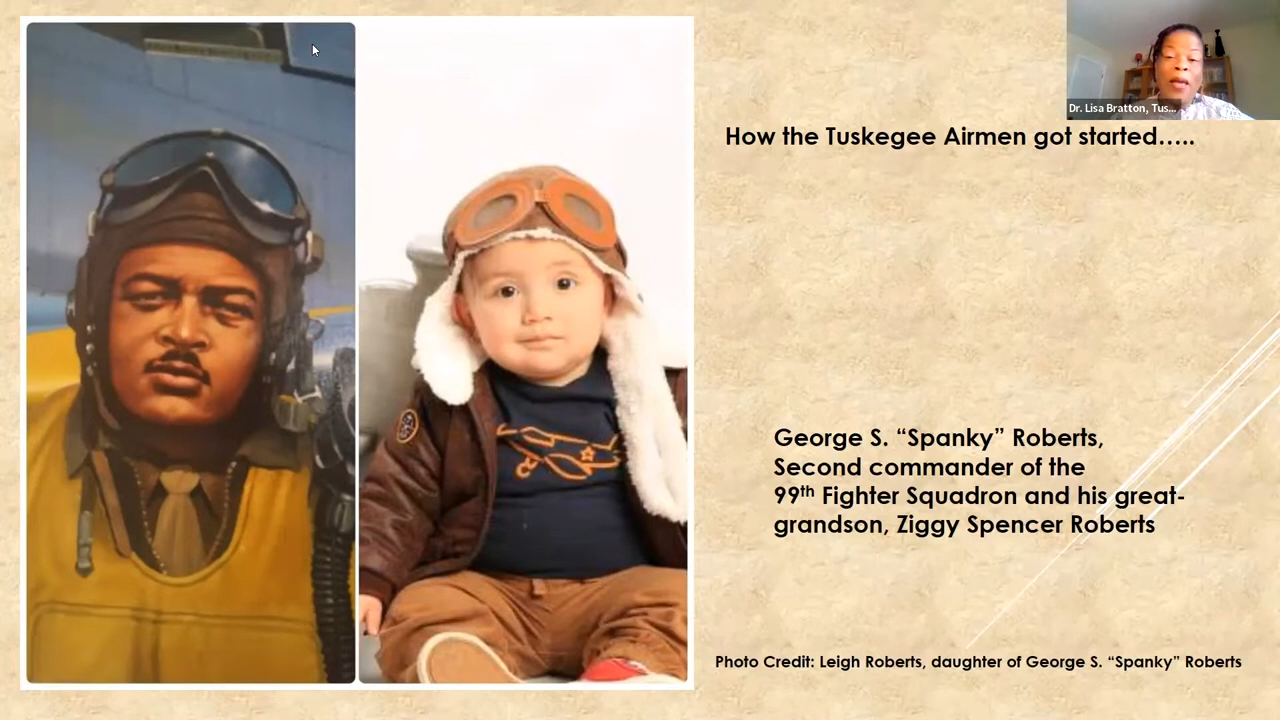 Dr. Lisa Bratton, Tus...
How the Tuskegee Airmen got started…..
George S. “Spanky” Roberts,
Second commander of the
99th Fighter Squadron and his great-
grandson, Ziggy Spencer Roberts
Photo Credit: Leigh Roberts, daughter of George S. “Spanky” Roberts